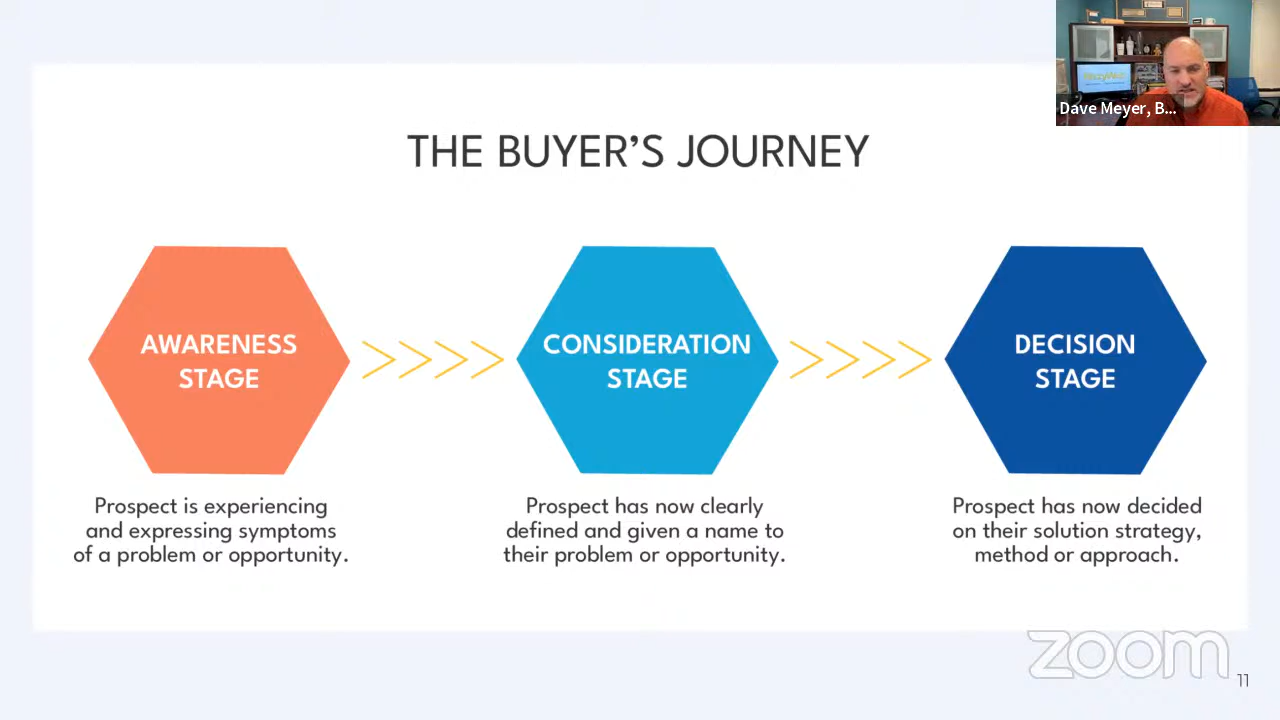 Dave Meyer, B...
THE BUYER’S JOURNEY
AWARENESS
STAGE
CONSIDERATION
STAGE
DECISION
STAGE
Prospect is experiencing
and expressing symptoms
of a problem or opportunity.
Prospect has now clearly
defined and given a name to
their problem or opportunity.
Prospect has now decided
on their solution strategy,
method or approach.
zoom
11